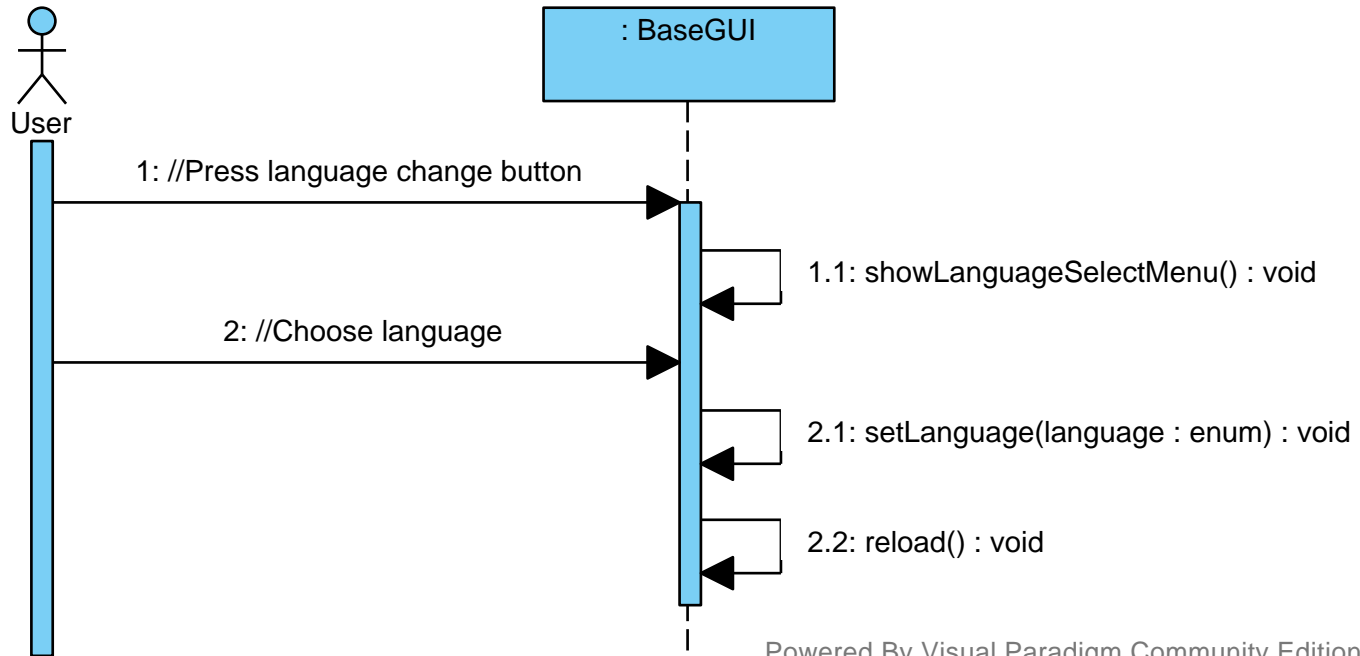 : BaseGUI
User
1: //Press language change button
1.1: showLanguageSelectMenu() : void
2: //Choose language
2.1: setLanguage(language : enum) : void
2.2: reload() : void
Powered By Visual Paradigm Community Edition